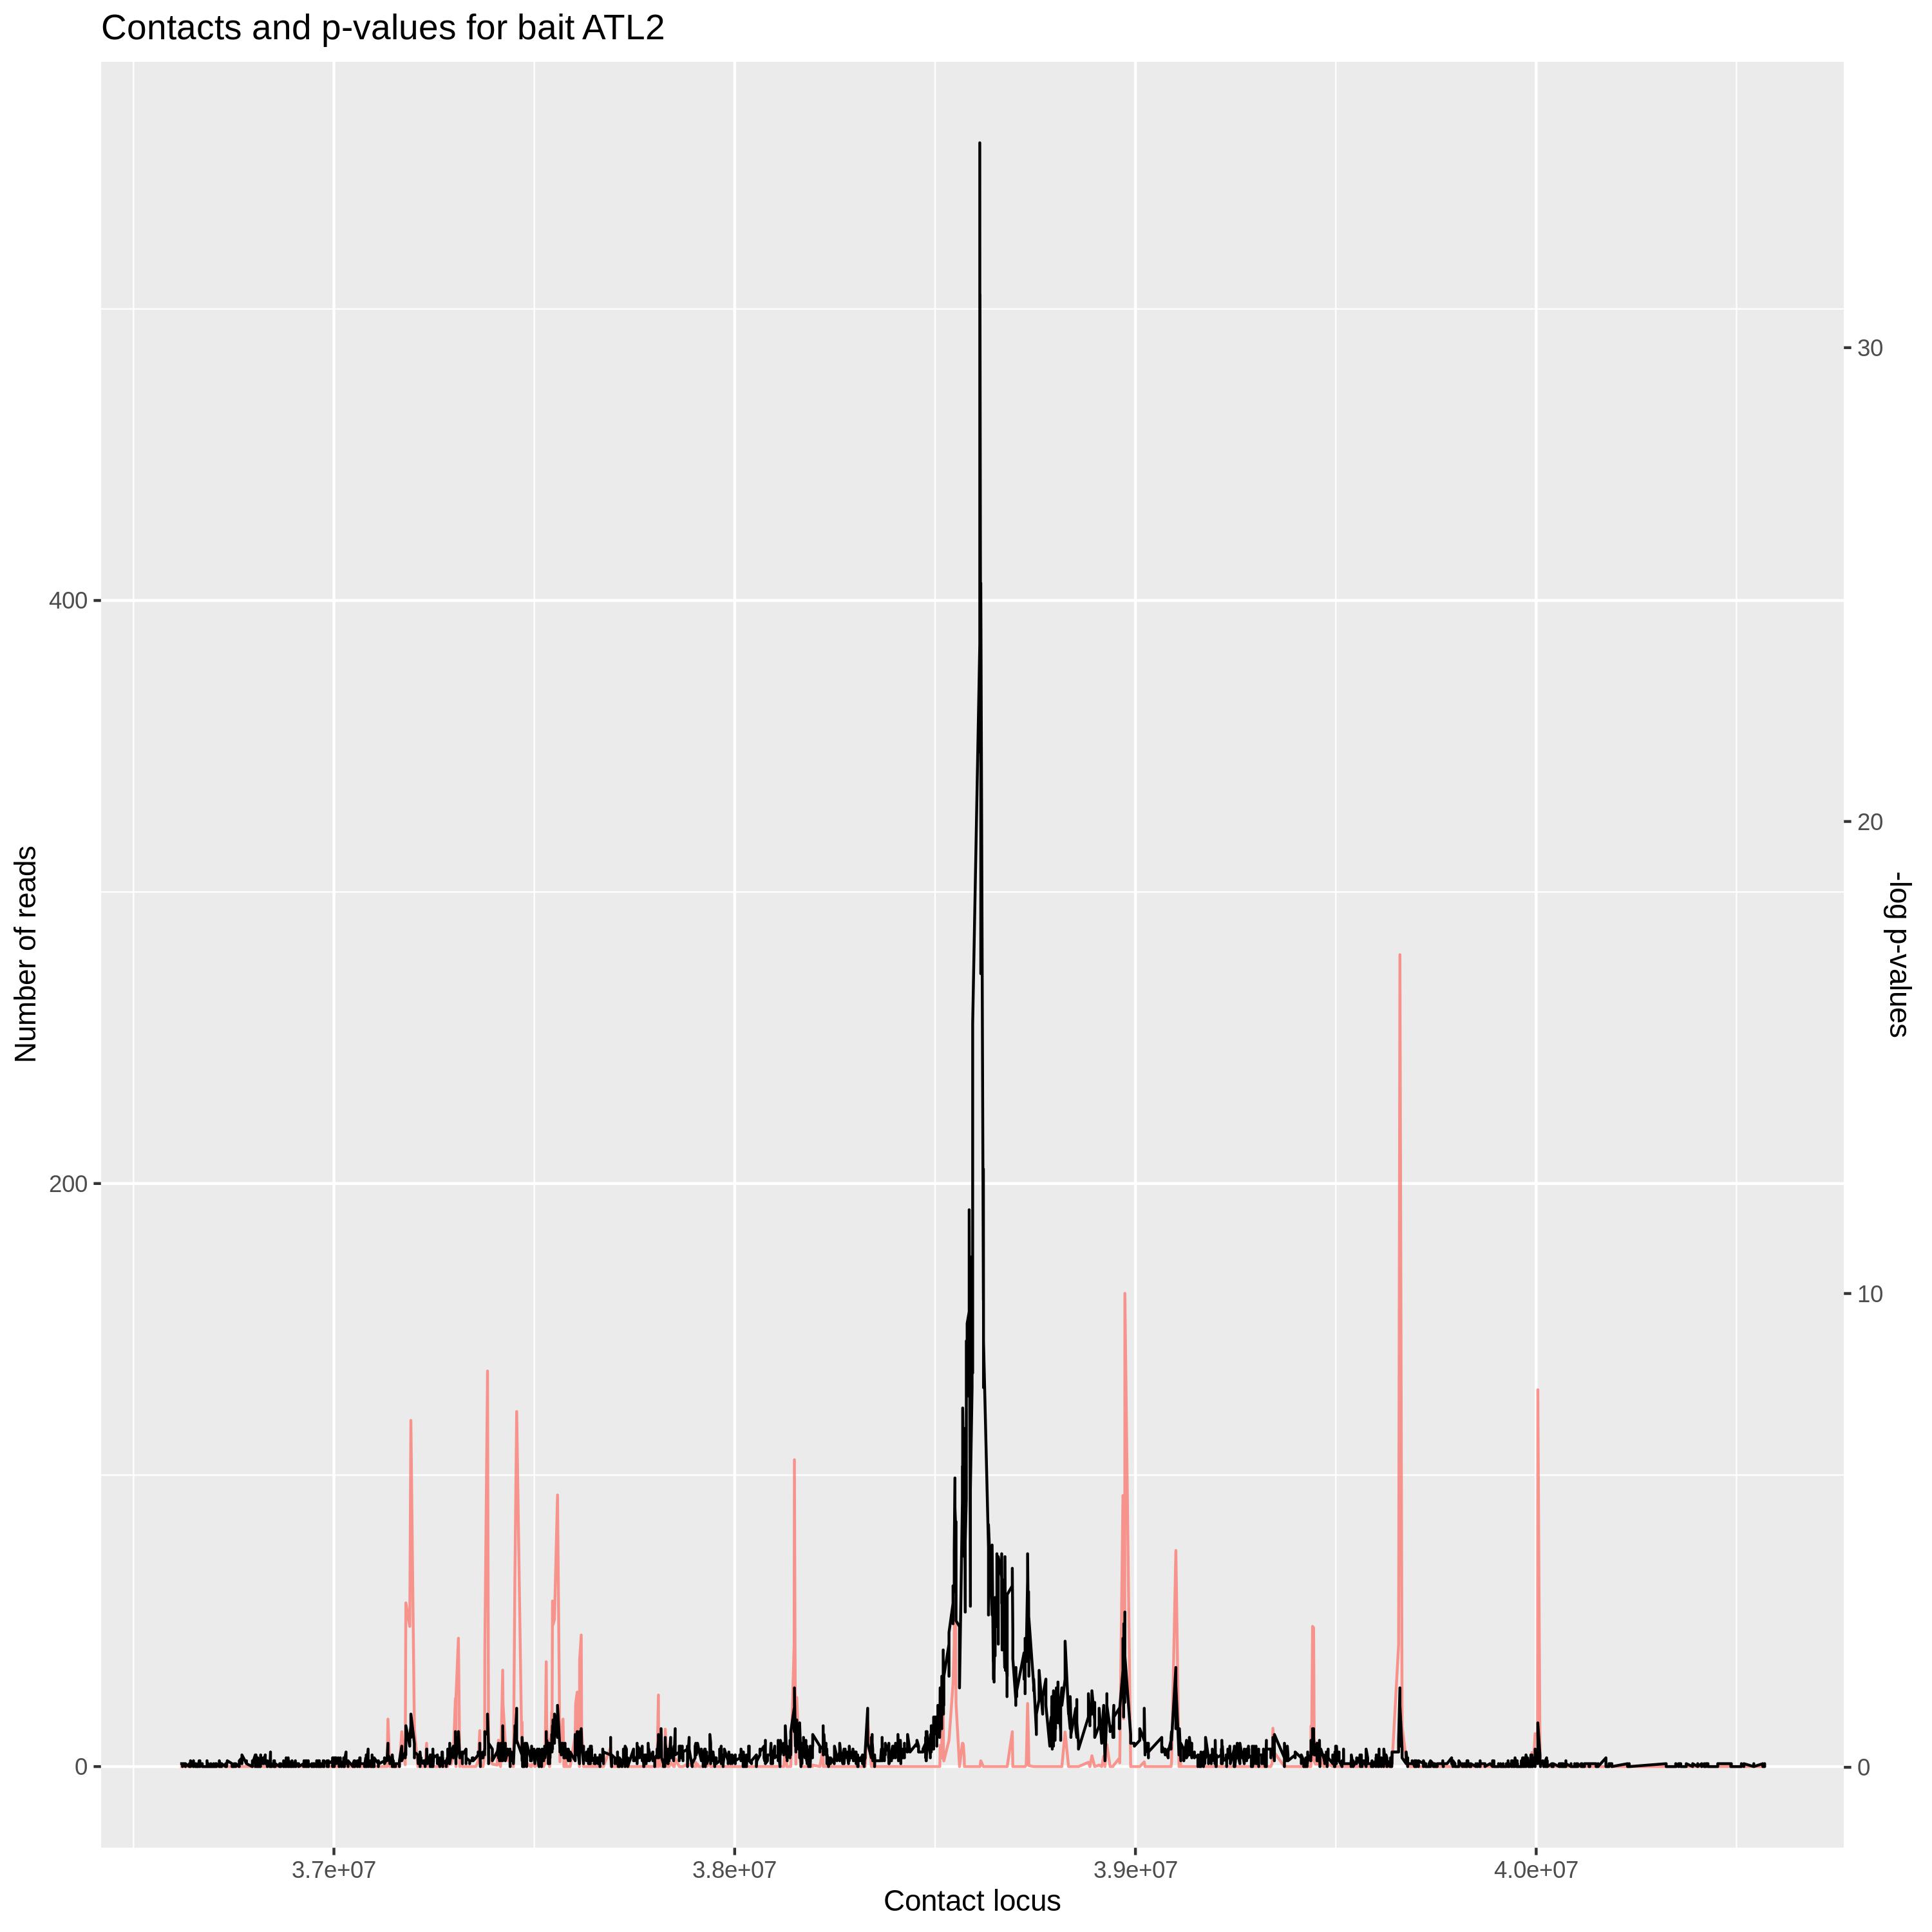 Contacts and p-values for bait ATL2
Number of reads
400
200
0
30
20
10
0
-log p-values
3.7e+07 3.8e+07 3.9e+07 4.0e+07
Contact locus